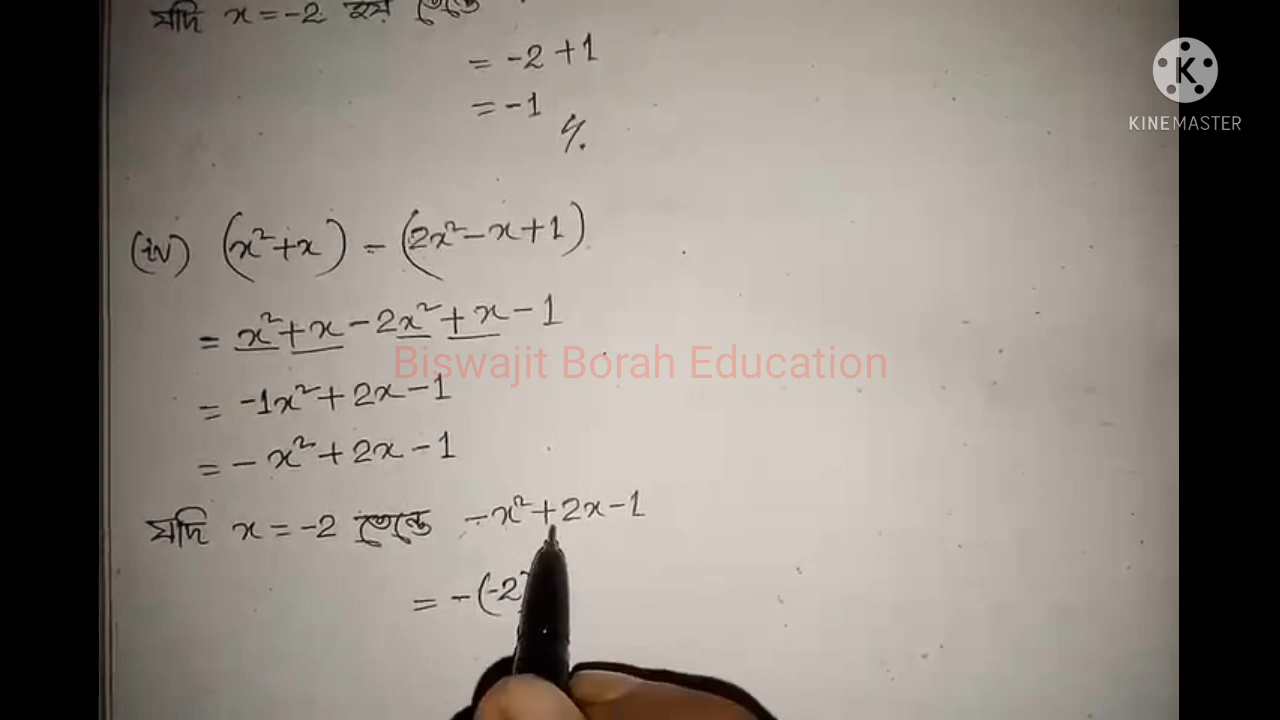 যদি x = -2 হয় তেন্তে
= -2 + 1
= -1
(iv) (x² + x) - (2x² - x + 1)
= x² + x - 2x² + x - 1
= -1x² + 2x - 1
= - x² + 2x - 1
যদি x = -2 তেন্তে - x² + 2x - 1
= - (-2)
KINEMASTER
Biswajit Borah Education